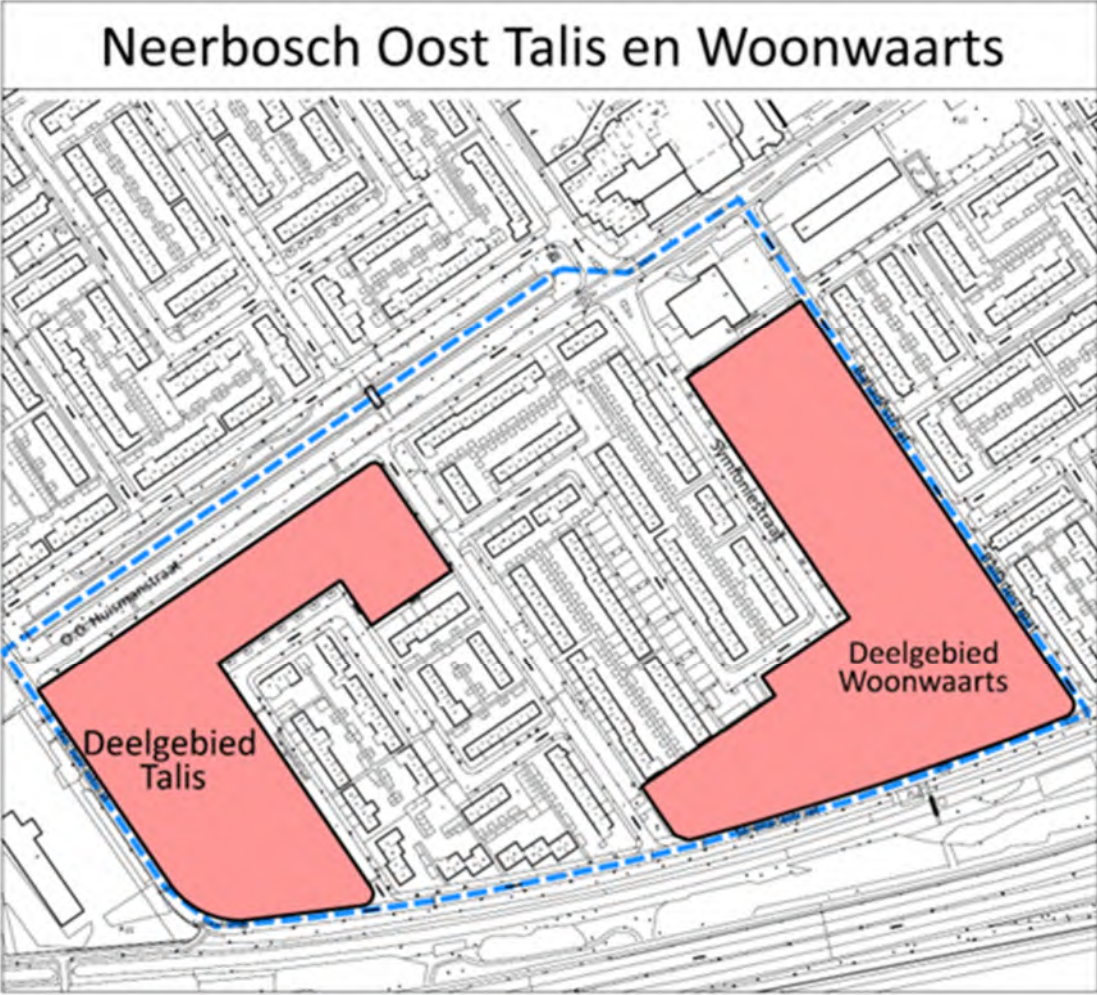 Neerbosch Oost Talis en Woonwaarts
Symfoniestraat
O.C. Huismanstraat
Deelgebied
Woonwaarts
Deelgebied
Talis